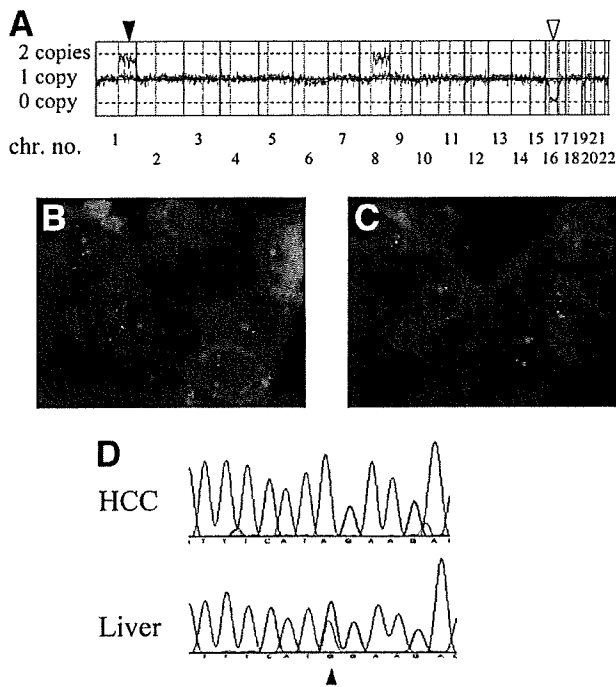 A
2 copies
1 copy
0 copy
chr. no.
1 3 5 7 9 11 13 15 17 19 21
2 4 6 8 10 12 14 16 18 20 22
B
C
D
HCC
T T T C A T A G A A G A
Liver
T T T C A T G G A A G A